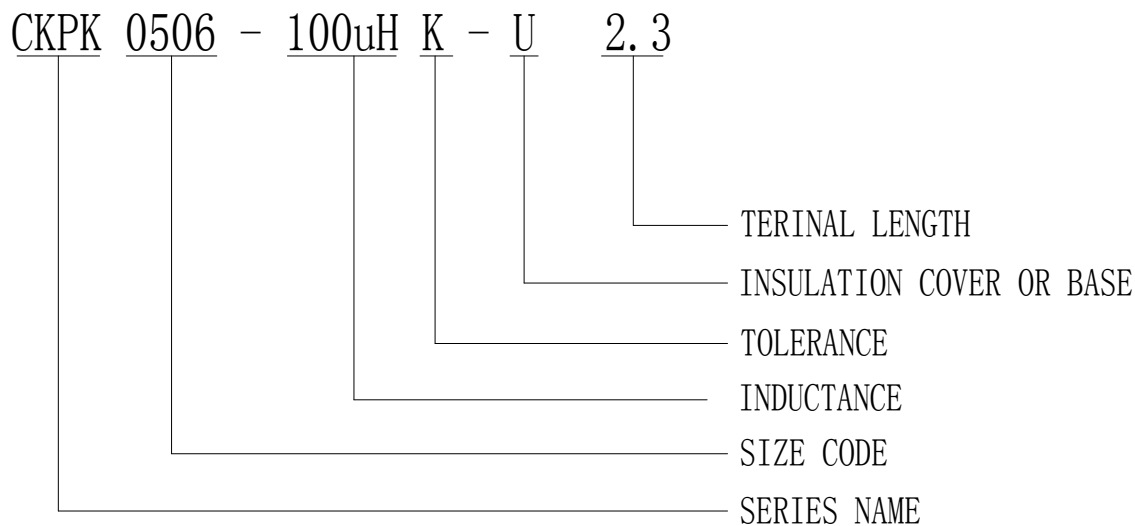 CKPK 0506 - 100uH K - U 2.3
TERINAL LENGTH
INSULATION COVER OR BASE
TOLERANCE
INDUCTANCE
SIZE CODE
SERIES NAME